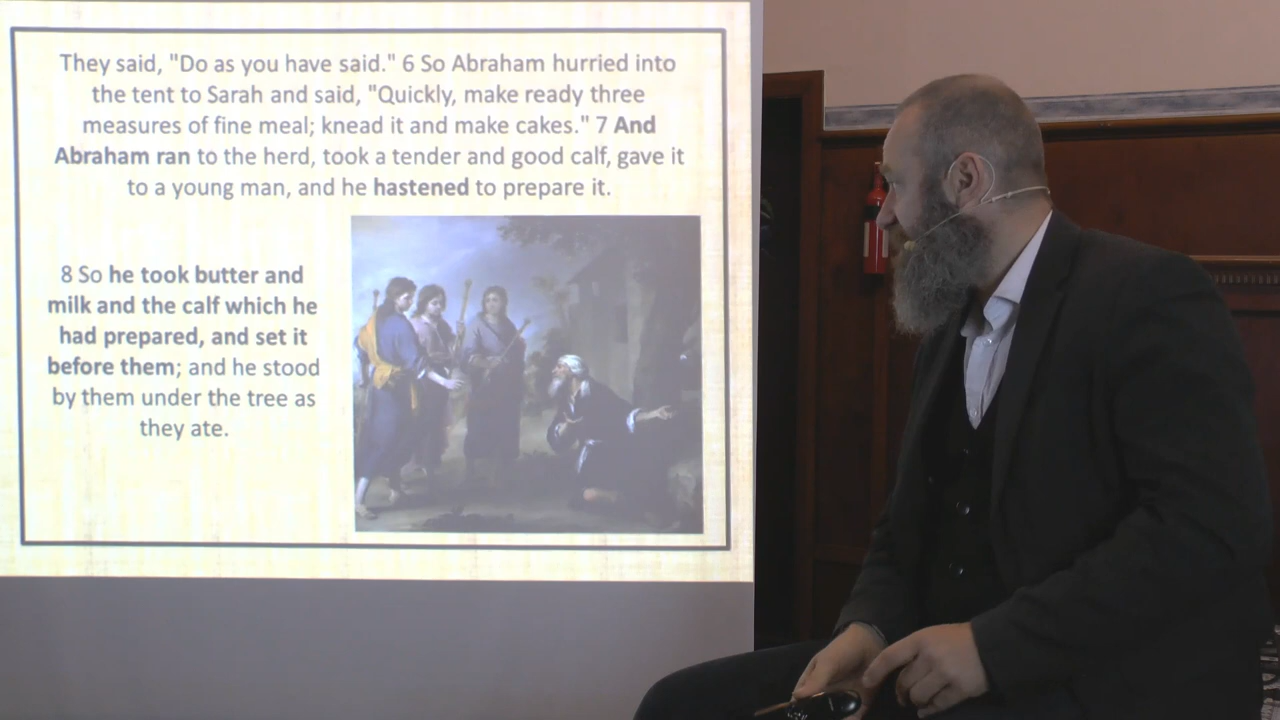 They said, "Do as you have said." 6 So Abraham hurried into
the tent to Sarah and said, "Quickly, make ready three
measures of fine meal; knead it and make cakes." 7 And
Abraham ran to the herd, took a tender and good calf, gave it
to a young man, and he hastened to prepare it.
8 So he took butter and
milk and the calf which he
had prepared, and set it
before them; and he stood
by them under the tree as
they ate.